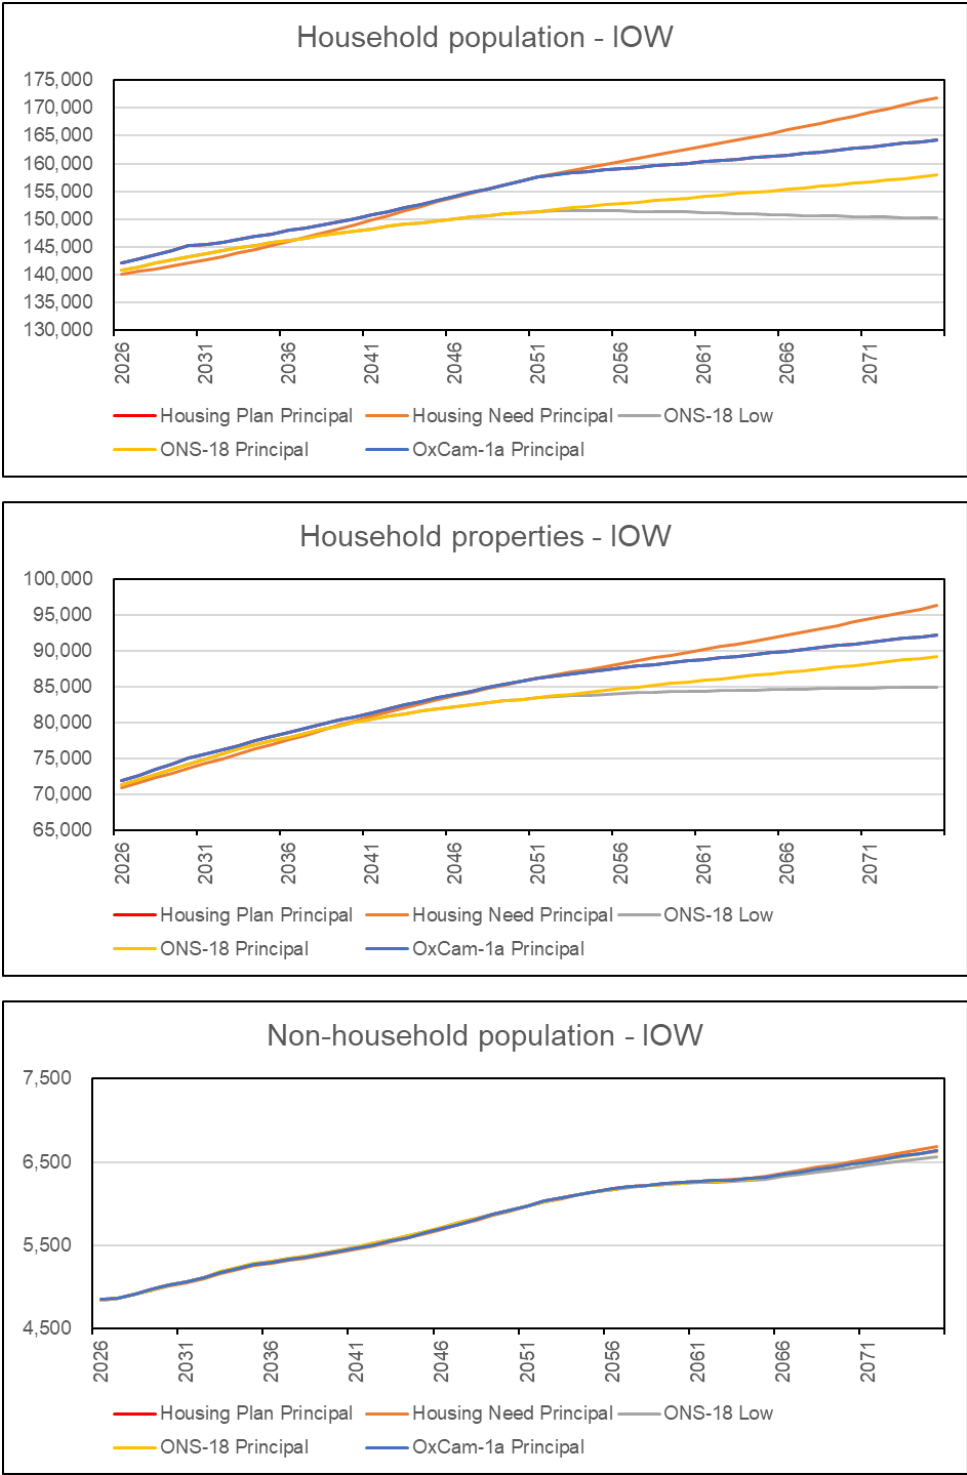 Household population - IOW
175,000
170,000
165,000
160,000
155,000
150,000
145,000
140,000
135,000
130,000
2026 2031 2036 2041 2046 2051 2056 2061 2066 2071
Housing Plan Principal Housing Need Principal ONS-18 Low
ONS-18 Principal OxCam-1a Principal
Household properties - IOW
100,000
95,000
90,000
85,000
80,000
75,000
70,000
65,000
2026 2031 2036 2041 2046 2051 2056 2061 2066 2071
Housing Plan Principal Housing Need Principal ONS-18 Low
ONS-18 Principal OxCam-1a Principal
Non-household population - IOW
7,500
6,500
5,500
4,500
2026 2031 2036 2041 2046 2051 2056 2061 2066 2071
Housing Plan Principal Housing Need Principal ONS-18 Low
ONS-18 Principal OxCam-1a Principal